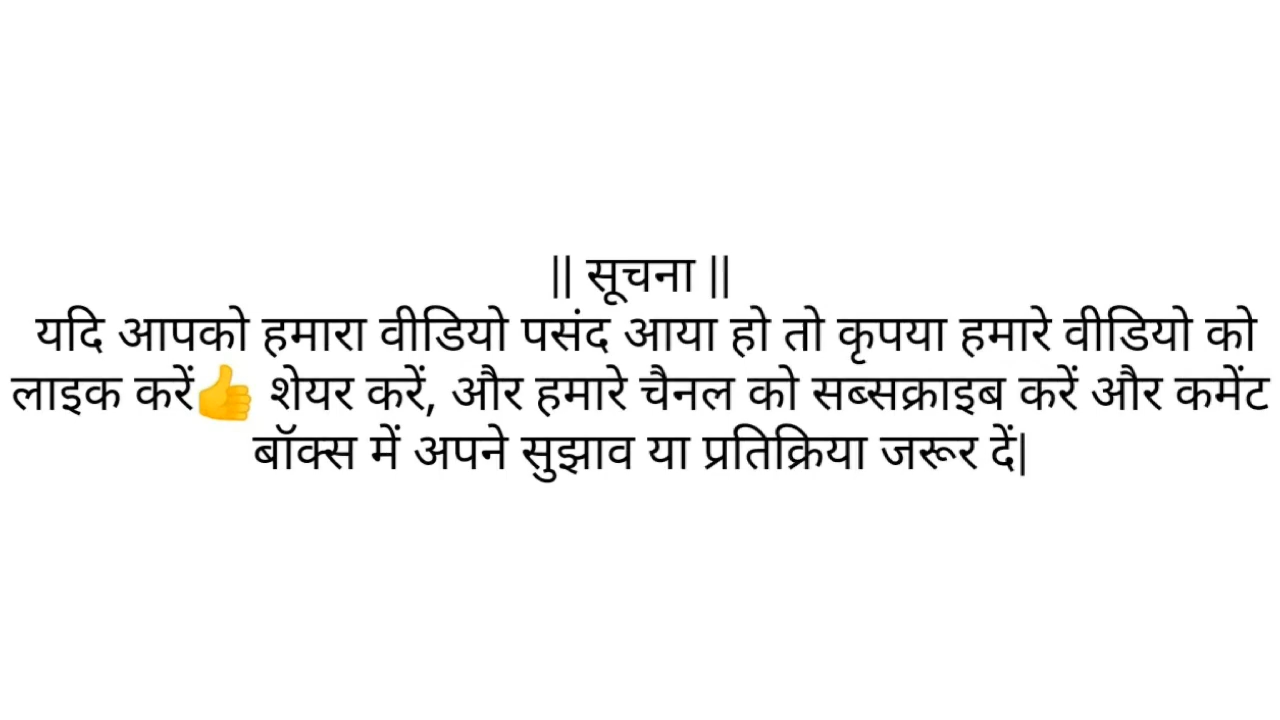 || सूचना ||
यदि आपको हमारा वीडियो पसंद आया हो तो कृपया हमारे वीडियो को
लाइक करें👍 शेयर करें, और हमारे चैनल को सब्सक्राइब करें और कमेंट
बॉक्स में अपने सुझाव या प्रतिक्रिया जरूर दें|